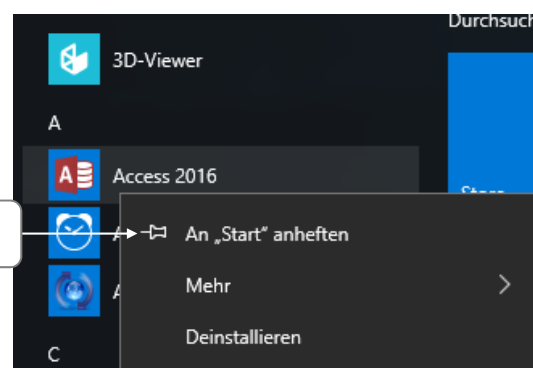 Durchsuch
3D-Viewer
A
Access 2016
An „Start“ anheften
Mehr
Deinstallieren
C